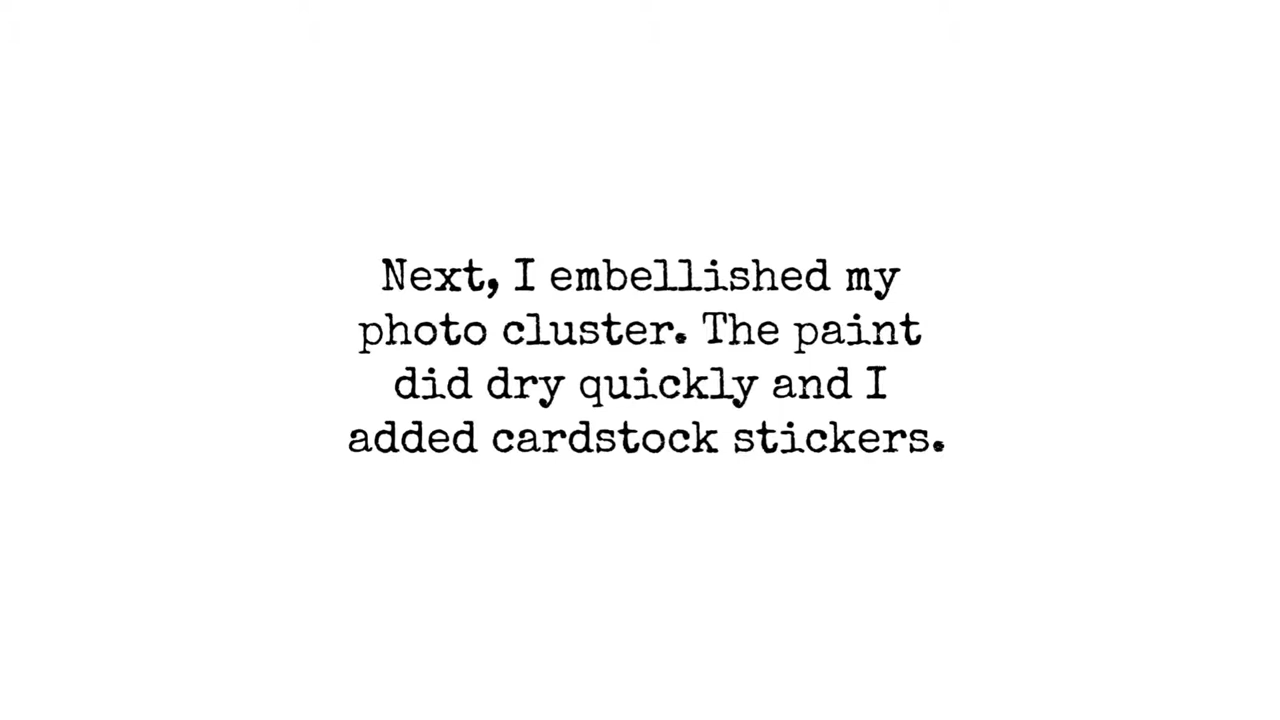 Next, I embellished my
photo cluster. The paint
did dry quickly and I
added cardstock stickers.